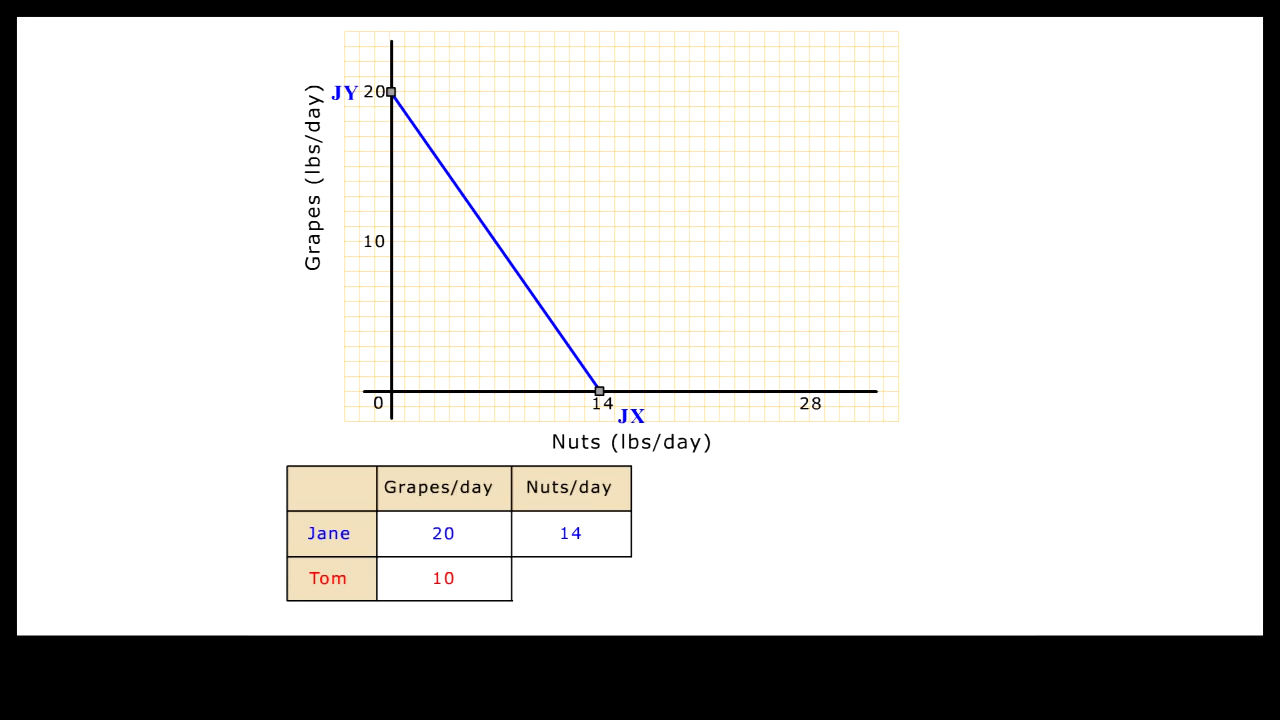 JY 20
Grapes (lbs/day)
10
0 14 28
JX
Nuts (lbs/day)
Grapes/day Nuts/day
Jane 20 14
Tom 10